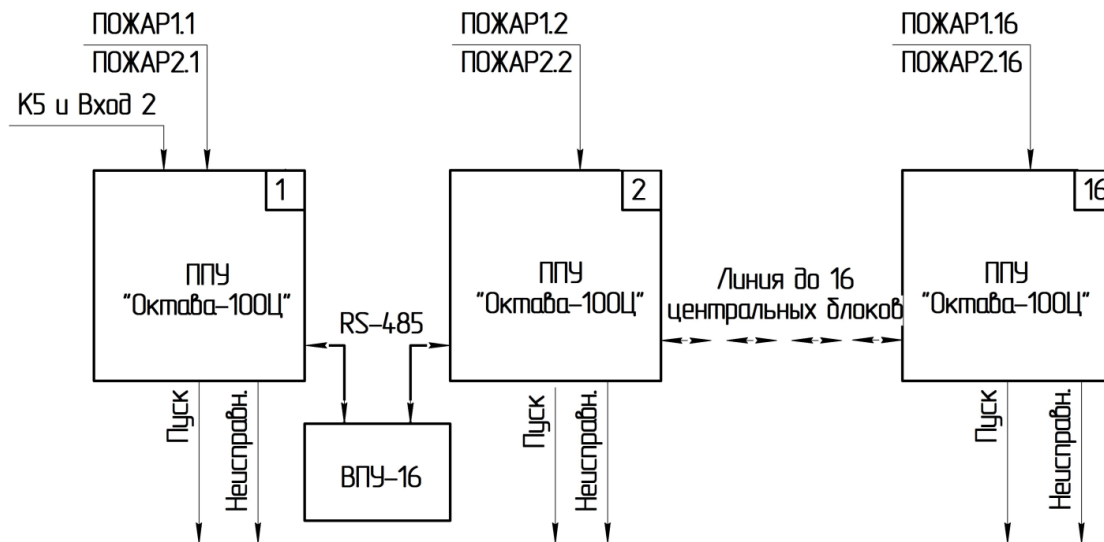 ПОЖАР1.1
ПОЖАР2.1
К5 и Вход 2
ПОЖАР1.2
ПОЖАР2.2
ПОЖАР1.16
ПОЖАР2.16
1
ППУ
"Октава-100Ц"
2
ППУ
"Октава-100Ц"
16
ППУ
"Октава-100Ц"
RS-485
Линия до 16
центральных блоков
ВПУ-16
Пуск
Неисправн.
Пуск
Неисправн.
Пуск
Неисправн.